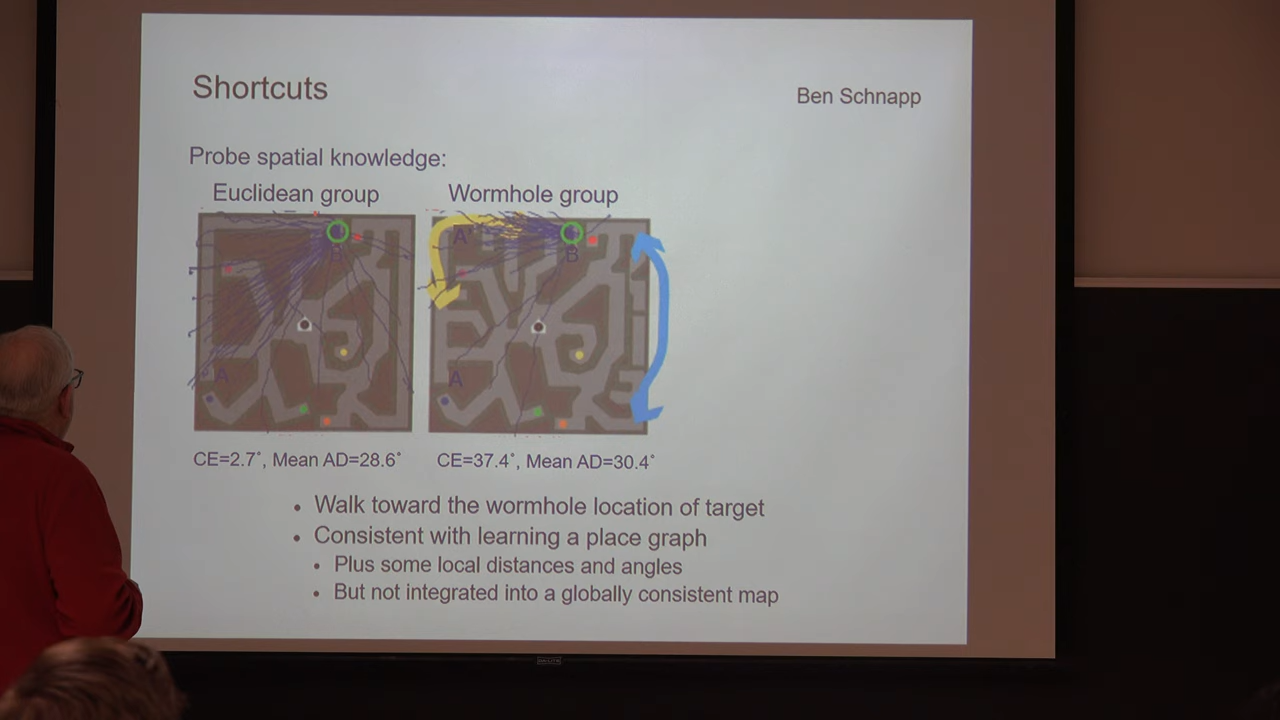 Shortcuts
Ben Schnapp
Probe spatial knowledge:
Euclidean group
Wormhole group
B
A
A'
B
A
CE=2.7˚, Mean AD=28.6˚
CE=37.4˚, Mean AD=30.4˚
• Walk toward the wormhole location of target
• Consistent with learning a place graph
• Plus some local distances and angles
• But not integrated into a globally consistent map